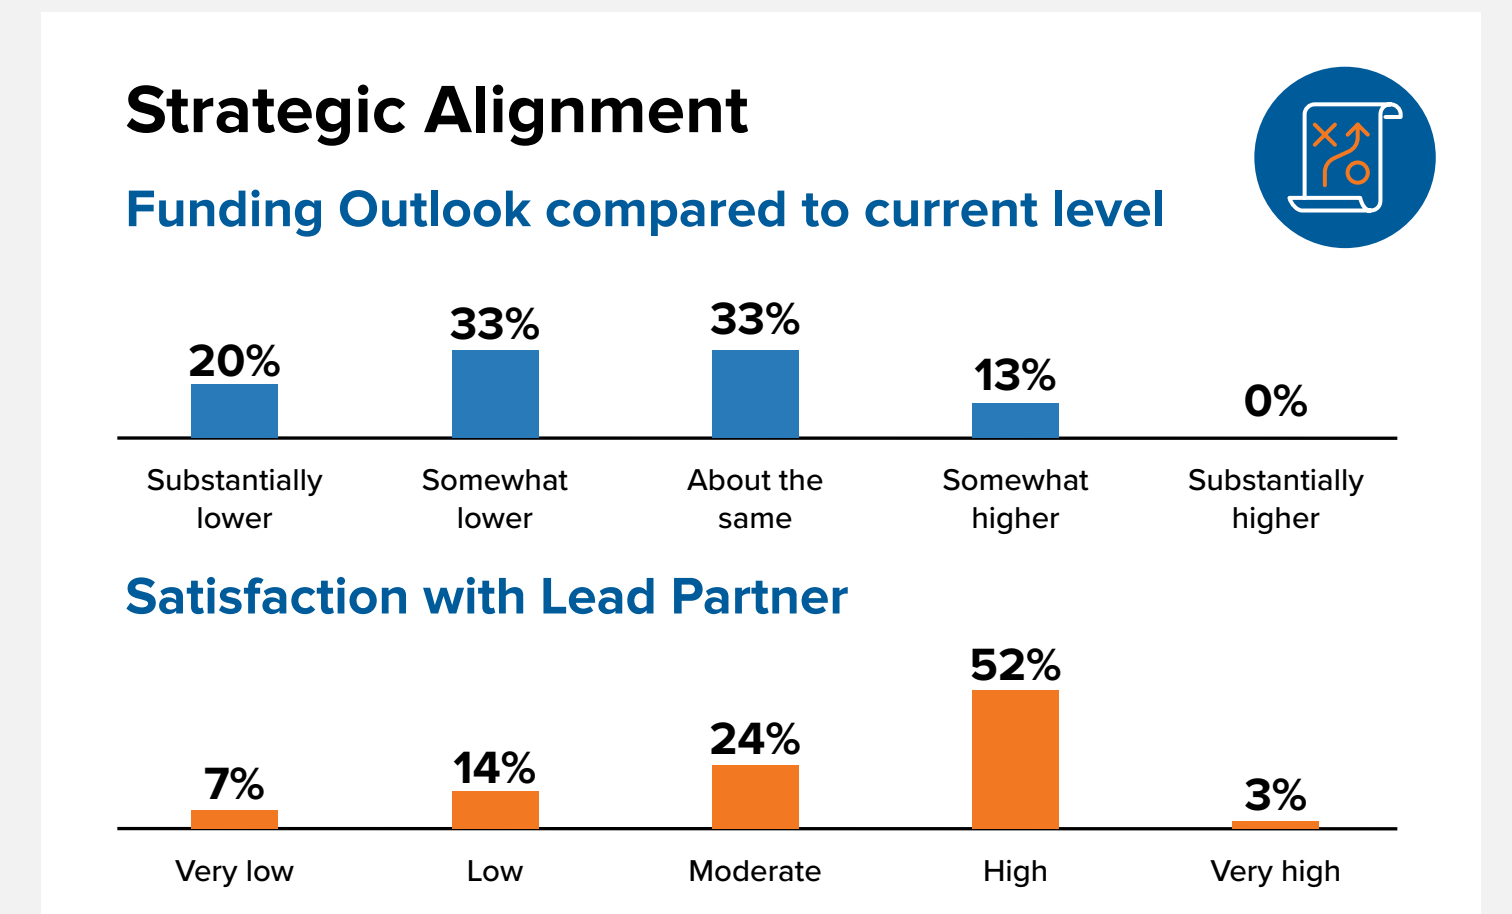 Strategic Alignment
Funding Outlook compared to current level
20%
33%
33%
13%
0%
Substantially
lower
Somewhat
lower
About the
same
Somewhat
higher
Substantially
higher
Satisfaction with Lead Partner
7%
14%
24%
52%
3%
Very low
Low
Moderate
High
Very high